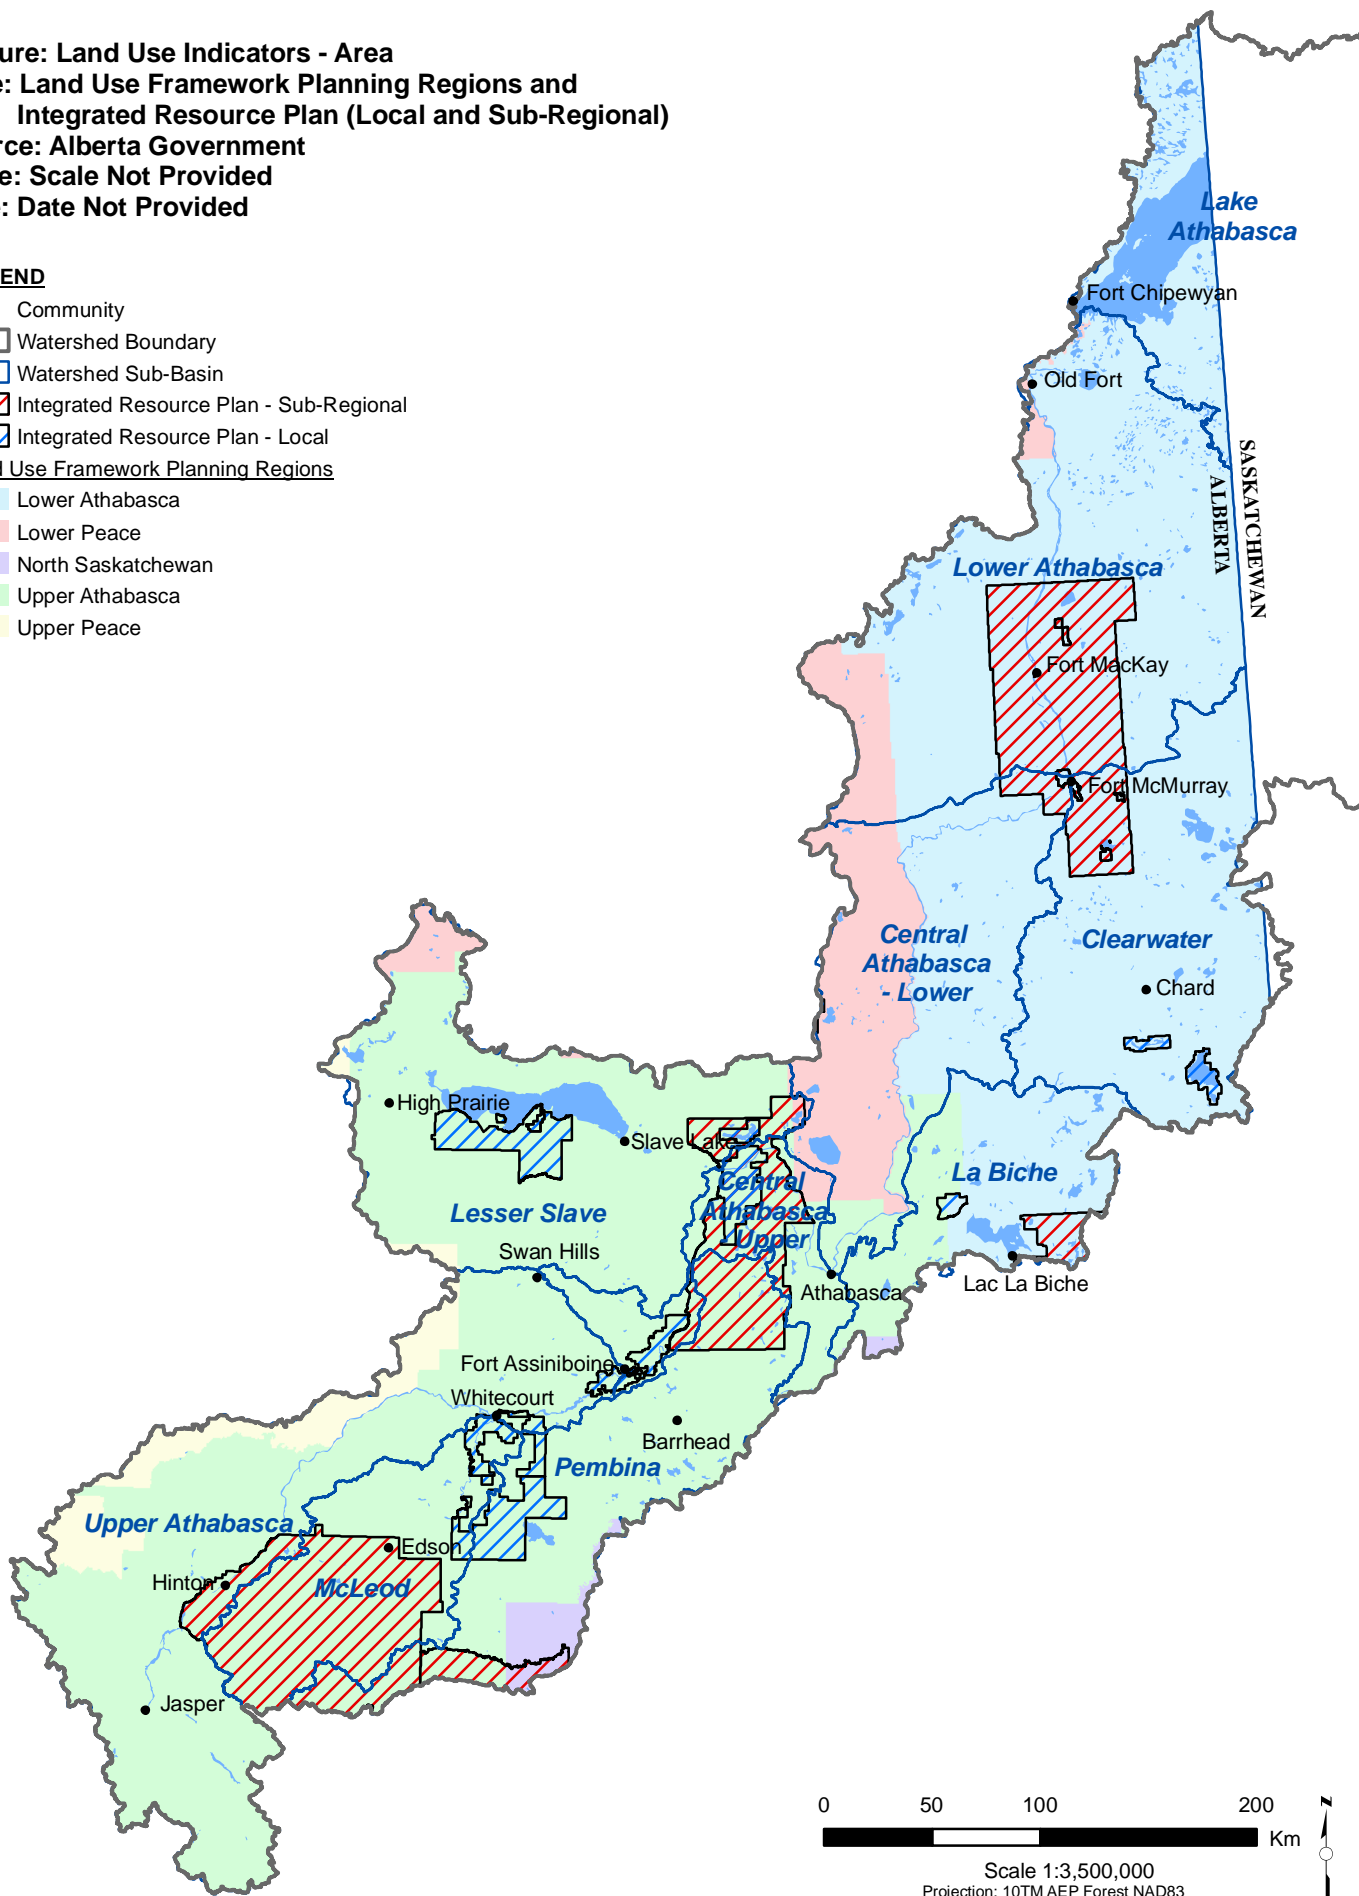 ure: Land Use Indicators - Area
e: Land Use Framework Planning Regions and
Integrated Resource Plan (Local and Sub-Regional)
rce: Alberta Government
e: Scale Not Provided
: Date Not Provided
END
Community
Watershed Boundary
Watershed Sub-Basin
Integrated Resource Plan - Sub-Regional
Integrated Resource Plan - Local
d Use Framework Planning Regions
Lower Athabasca
Lower Peace
North Saskatchewan
Upper Athabasca
Upper Peace
Lake
Athabasca
Fort Chipewyan
Old Fort
SASKATCHEWAN
ALBERTA
Lower Athabasca
Fort MacKay
Fort McMurray
Central
Athabasca
- Lower
Clearwater
Chard
High Prairie
Slave Lake
Central
Athabasca
Upper
La Biche
Lesser Slave
Swan Hills
Athabasca
Lac La Biche
Fort Assiniboine
Whitecourt
Barrhead
Pembina
Upper Athabasca
Edson
Hinton
McLeod
Jasper
0 50 100 200
Km
N
Scale 1:3,500,000
Projection: 10TM AEP Forest NAD83